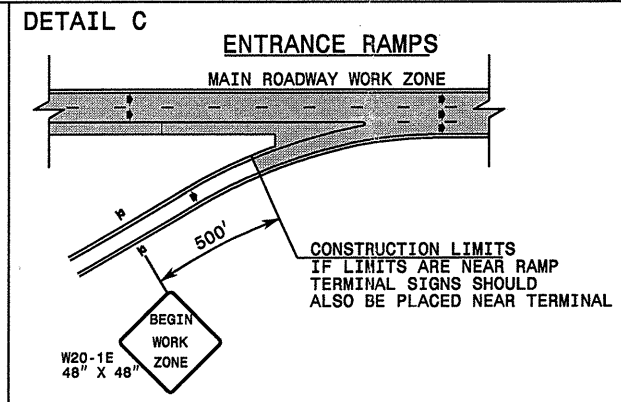 DETAIL C
ENTRANCE RAMPS
MAIN ROADWAY WORK ZONE
500'
CONSTRUCTION LIMITS
IF LIMITS ARE NEAR RAMP
TERMINAL SIGNS SHOULD
ALSO BE PLACED NEAR TERMINAL
BEGIN
WORK
ZONE
W20-1E
48" X 48"